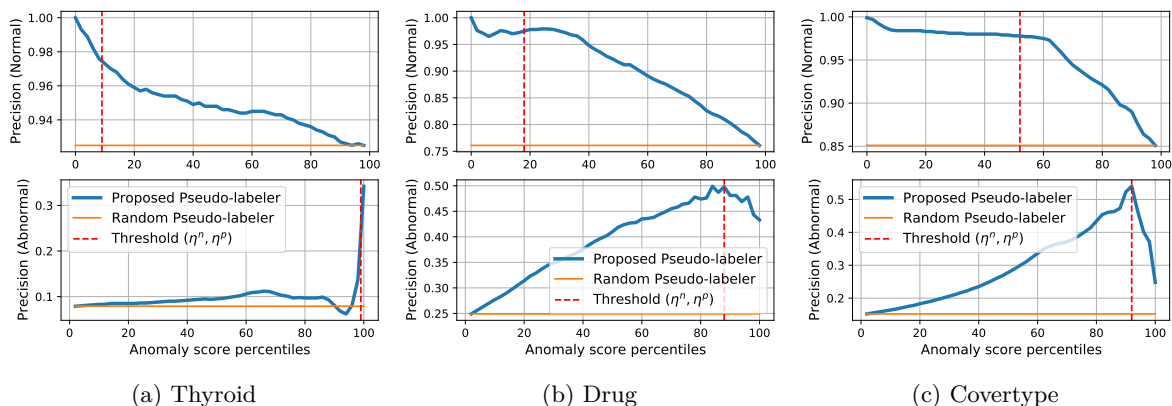 Precision (Normal)
1.00
0.98
0.96
0.94
0 20 40 60 80 100
Precision (Normal)
1.00
0.95
0.90
0.85
0.80
0.75
0 20 40 60 80 100
Precision (Normal)
1.00
0.95
0.90
0.85
0 20 40 60 80 100
Precision (Abnormal)
0.3
0.2
0.1
Proposed Pseudo-labeler
Random Pseudo-labeler
Threshold (ηⁿ, ηᵖ)
0 20 40 60 80 100
Anomaly score percentiles
Precision (Abnormal)
0.50
0.45
0.40
0.35
0.30
0.25
Proposed Pseudo-labeler
Random Pseudo-labeler
Threshold (ηⁿ, ηᵖ)
0 20 40 60 80 100
Anomaly score percentiles
Precision (Abnormal)
0.5
0.4
0.3
0.2
Proposed Pseudo-labeler
Random Pseudo-labeler
Threshold (ηⁿ, ηᵖ)
0 20 40 60 80 100
Anomaly score percentiles
(a) Thyroid
(b) Drug
(c) Covertype